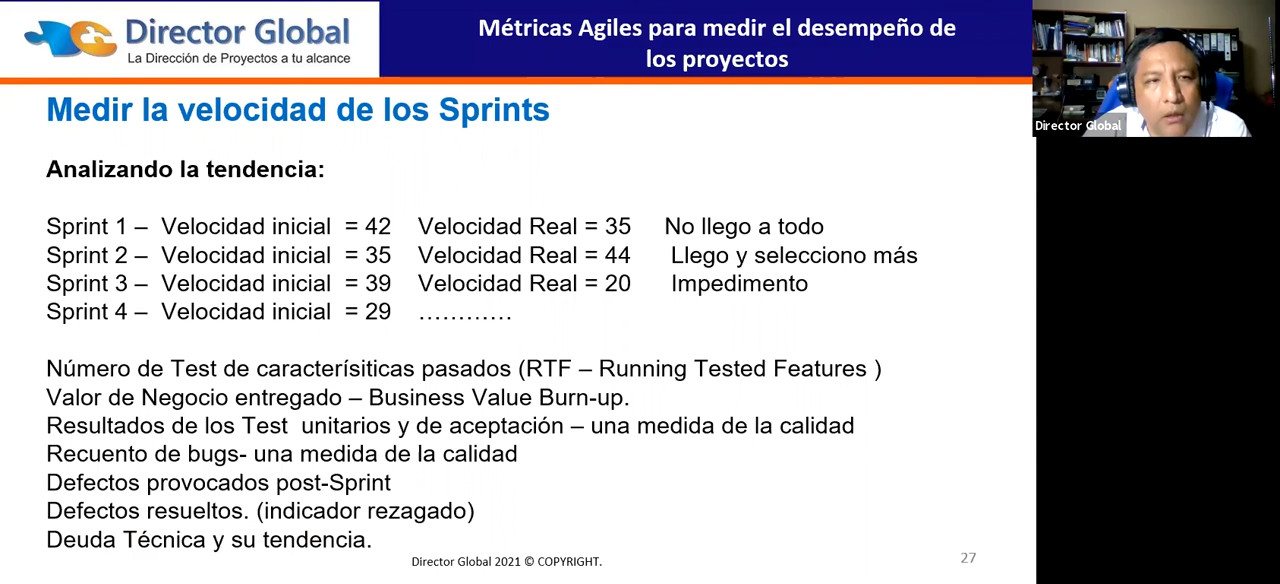 Director Global
La Dirección de Proyectos a tu alcance
Métricas Agiles para medir el desempeño de
los proyectos
Director Global
Medir la velocidad de los Sprints
Analizando la tendencia:
Sprint 1 – Velocidad inicial = 42 Velocidad Real = 35 No llego a todo
Sprint 2 – Velocidad inicial = 35 Velocidad Real = 44 Llego y selecciono más
Sprint 3 – Velocidad inicial = 39 Velocidad Real = 20 Impedimento
Sprint 4 – Velocidad inicial = 29 …………
Número de Test de caracterísiticas pasados (RTF – Running Tested Features )
Valor de Negocio entregado – Business Value Burn-up.
Resultados de los Test unitarios y de aceptación – una medida de la calidad
Recuento de bugs- una medida de la calidad
Defectos provocados post-Sprint
Defectos resueltos. (indicador rezagado)
Deuda Técnica y su tendencia.
Director Global 2021 © COPYRIGHT.
27